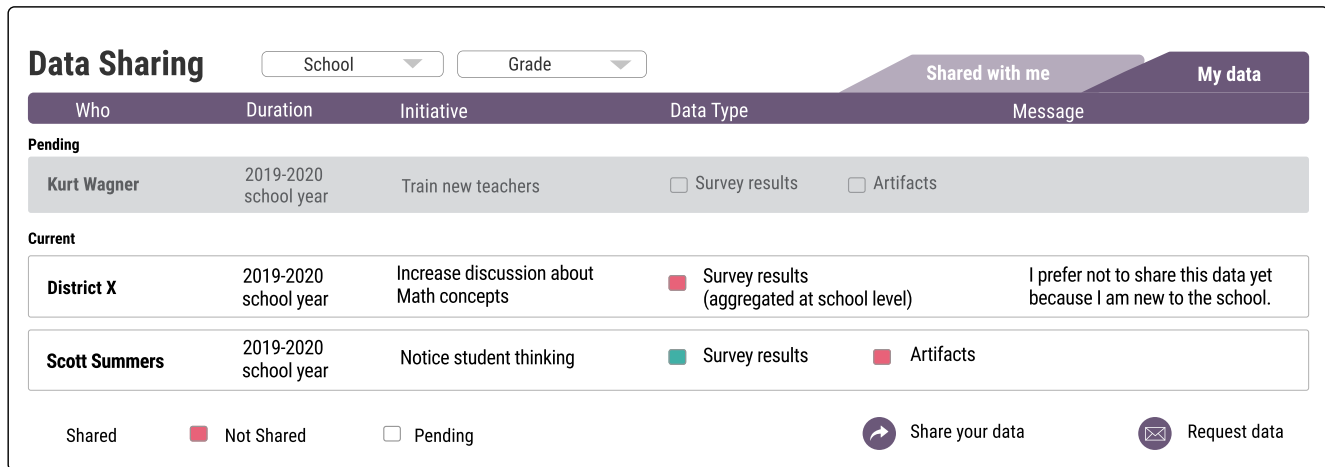 Data Sharing School Grade Shared with me My data
Who Duration Initiative Data Type Message
Pending
Kurt Wagner 2019-2020 school year Train new teachers Survey results Artifacts
Current
District X 2019-2020 school year Increase discussion about Math concepts Survey results (aggregated at school level) I prefer not to share this data yet because I am new to the school.
Scott Summers 2019-2020 school year Notice student thinking Survey results Artifacts
Shared Not Shared Pending Share your data Request data